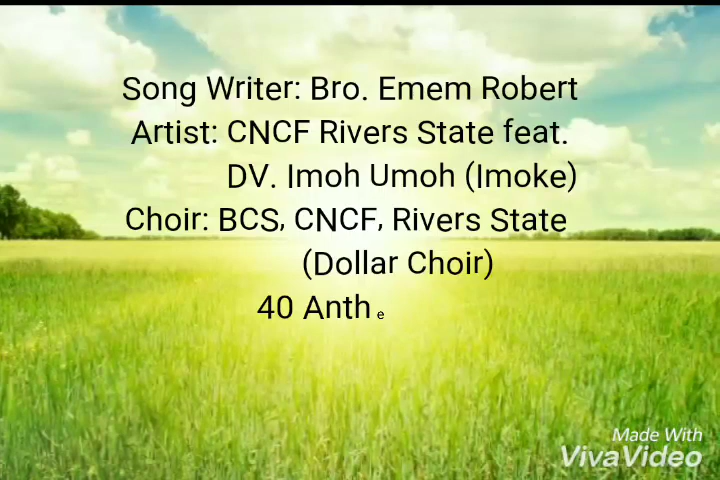 Song Writer: Bro. Emem Robert
Artist: CNCF Rivers State feat.
DV. Imoh Umoh (Imoke)
Choir: BCS, CNCF, Rivers State
(Dollar Choir)
40 Anthe
Made With
VivaVideo